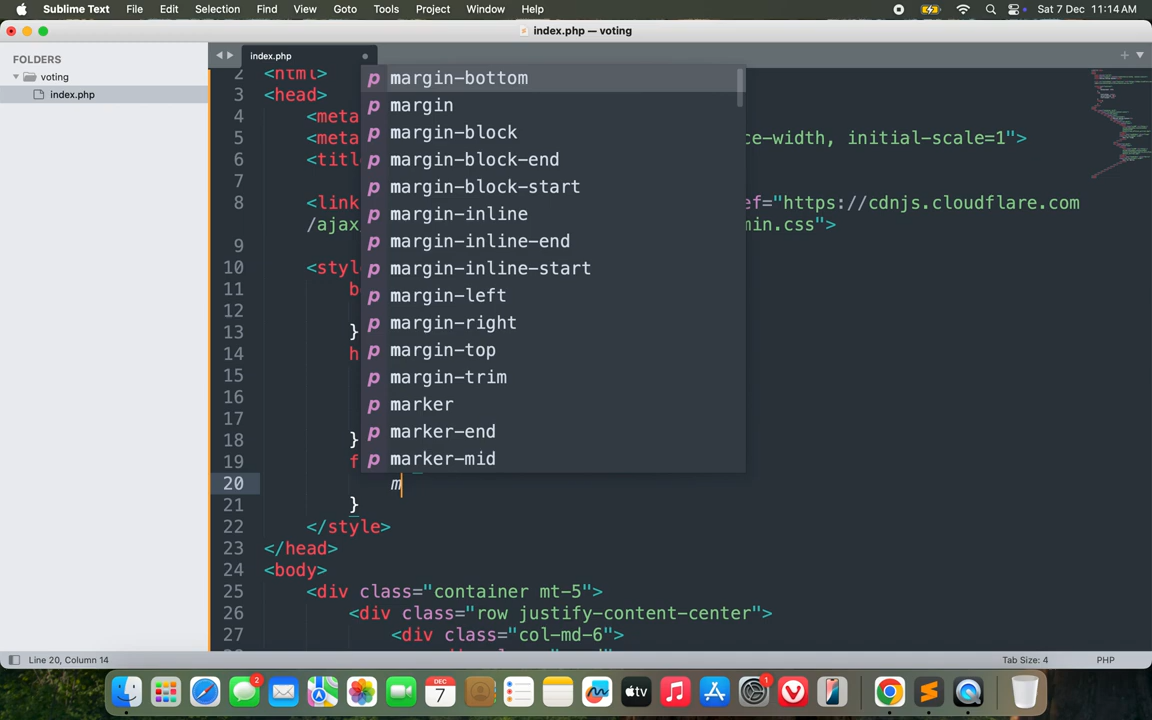 Sublime Text File Edit Selection Find View Goto Tools Project Window Help Sat 7 Dec 11:14 AM
index.php — voting
FOLDERS
voting
index.php
index.php
2 <html>
3 <head>
4 <meta
5 <meta ce-width, initial-scale=1">
6 <titl
7
8 <link ef="https://cdnjs.cloudflare.com
/ajax min.css">
9
10 <styl
11 b
12
13 }
14 h
15
16
17
18 }
19 f
20 m
21 }
22 </style>
23 </head>
24 <body>
25 <div class="container mt-5">
26 <div class="row justify-content-center">
27 <div class="col-md-6">
p margin-bottom
p margin
p margin-block
p margin-block-end
p margin-block-start
p margin-inline
p margin-inline-end
p margin-inline-start
p margin-left
p margin-right
p margin-top
p margin-trim
p marker
p marker-end
p marker-mid
Line 20, Column 14 Tab Size: 4 PHP
2
DEC
7
tv
1